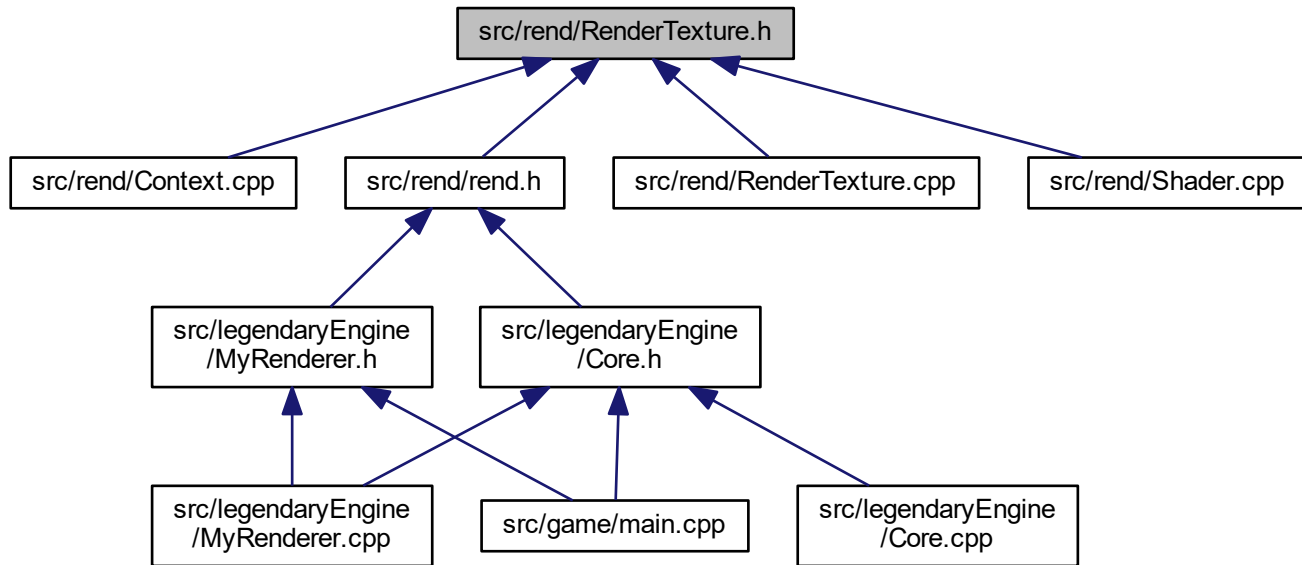 src/rend/RenderTexture.h
src/rend/Context.cpp
src/rend/rend.h
src/rend/RenderTexture.cpp
src/rend/Shader.cpp
src/legendaryEngine
/MyRenderer.h
src/legendaryEngine
/Core.h
src/legendaryEngine
/MyRenderer.cpp
src/game/main.cpp
src/legendaryEngine
/Core.cpp